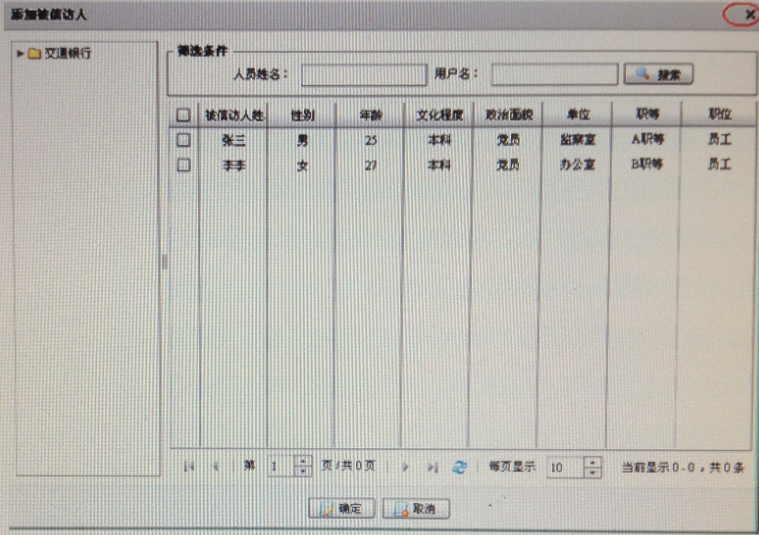 添加被信访人
交通银行
筛选条件
人员姓名： 用户名： 搜索
被信访人姓. 性别 年龄 文化程度 政治面貌 单位 职等 职位
张三 男 25 本科 党员 监察室 A职等 员工
李李 女 27 本科 党员 办公室 B职等 员工
第 1 页/共0页 每页显示 10 当前显示0-0，共0条
确定 取消